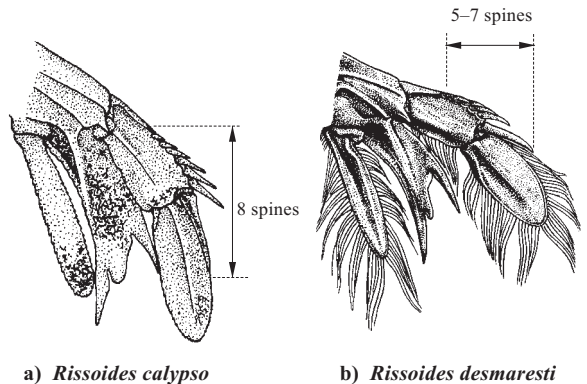 5–7 spines
8 spines
a) Rissoides calypso
b) Rissoides desmaresti